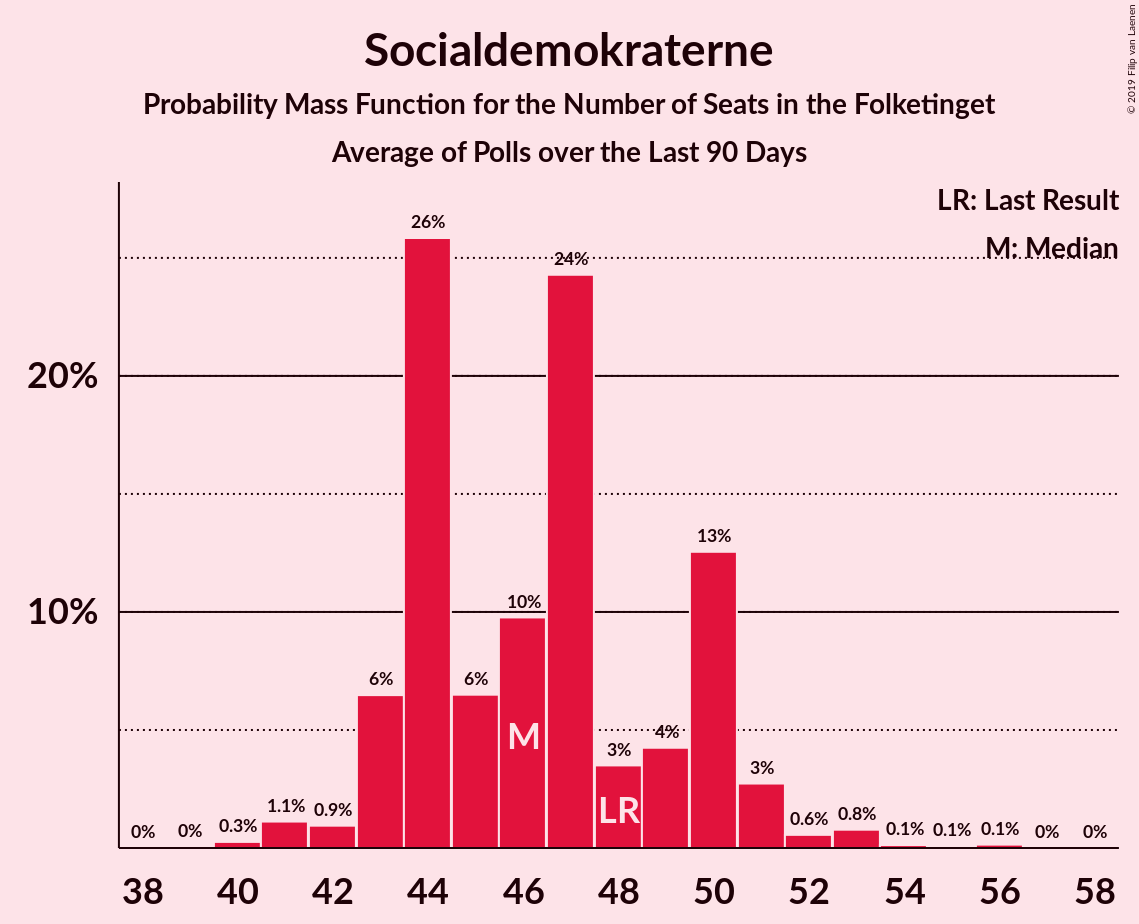 Socialdemokraterne
Probability Mass Function for the Number of Seats in the Folketinget
Average of Polls over the Last 90 Days
© 2019 Filip van Laenen
LR: Last Result
M: Median
20%
10%
0%
0%
0.3%
1.1%
0.9%
6%
26%
6%
10%
24%
3%
4%
13%
3%
0.6%
0.8%
0.1%
0.1%
0.1%
0%
0%
M
LR
38 40 42 44 46 48 50 52 54 56 58